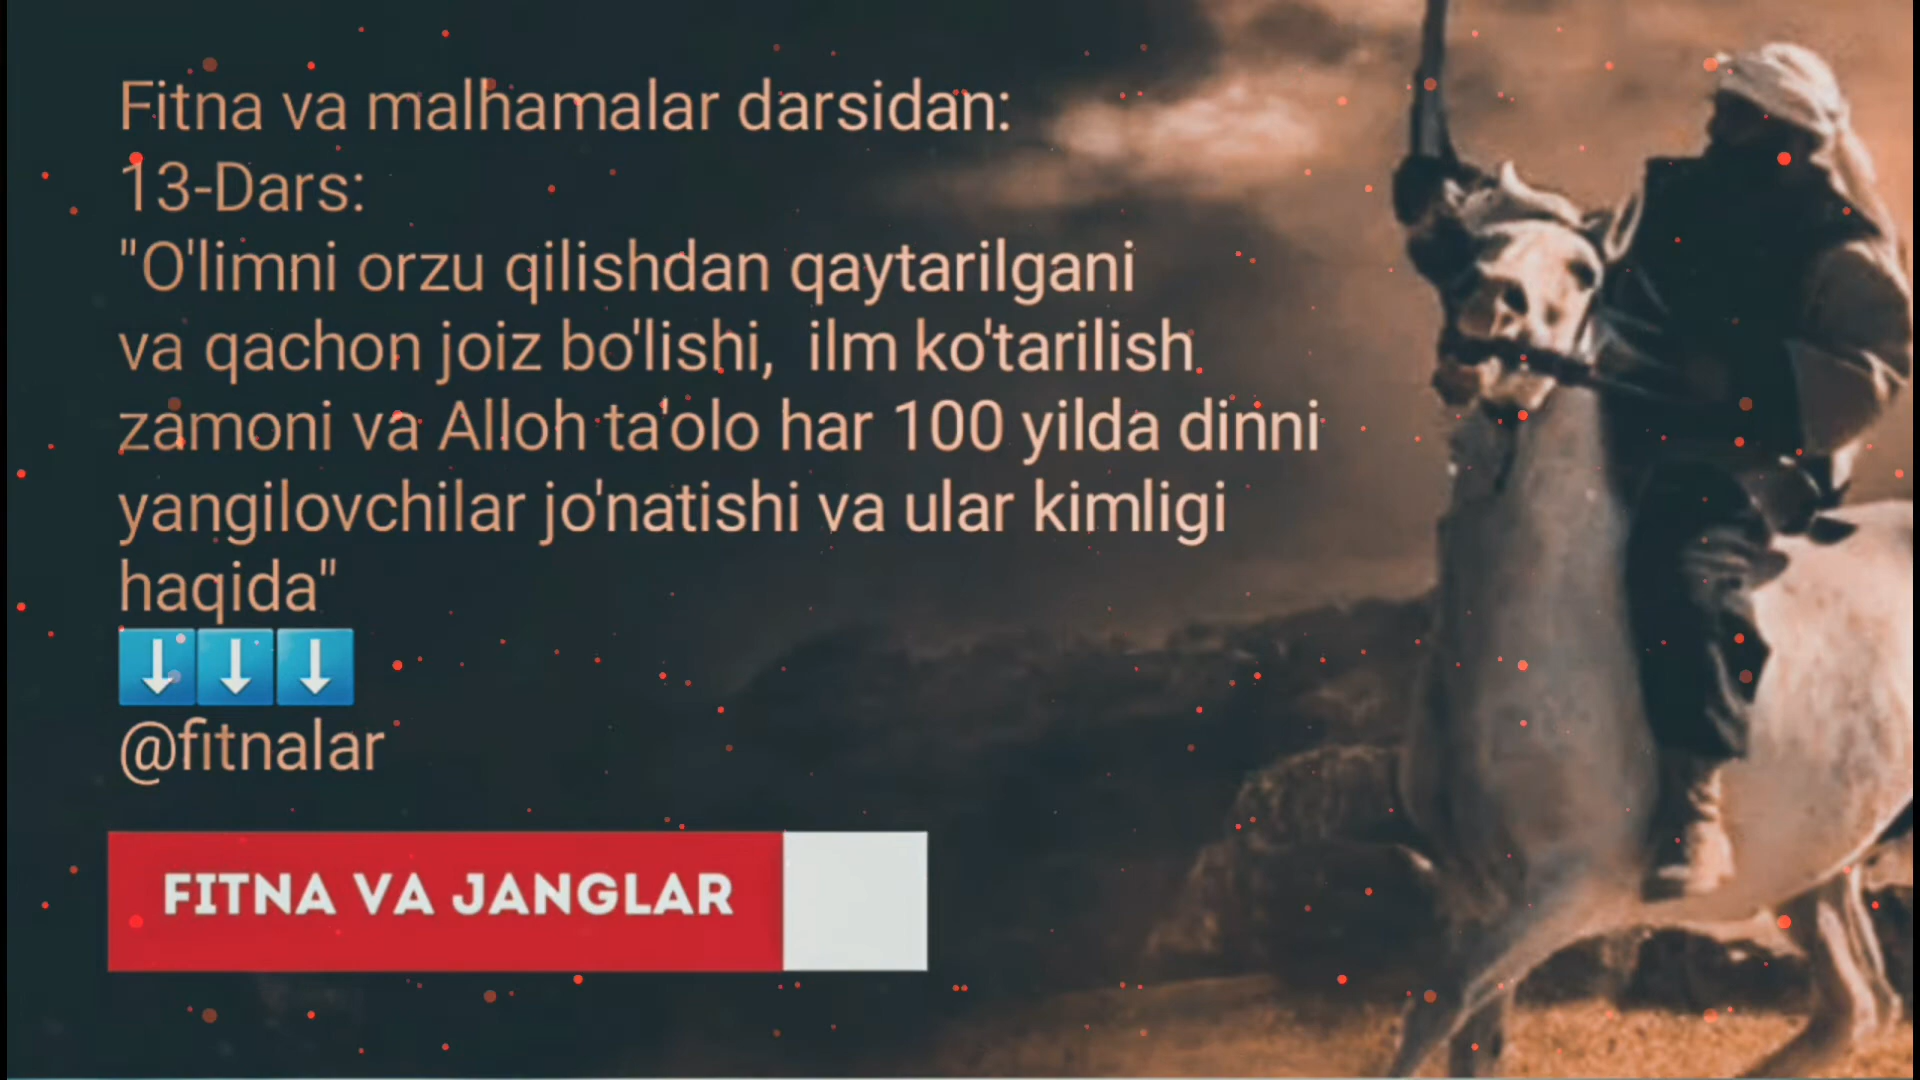 Fitna va malhamalar darsidan:
13-Dars:
"O'limni orzu qilishdan qaytarilgani
va qachon joiz bo'lishi, ilm ko'tarilish
zamoni va Alloh ta'olo har 100 yilda dinni
yangilovchilar jo'natishi va ular kimligi
haqida"
⬇️⬇️⬇️
@fitnalar
FITNA VA JANGLAR